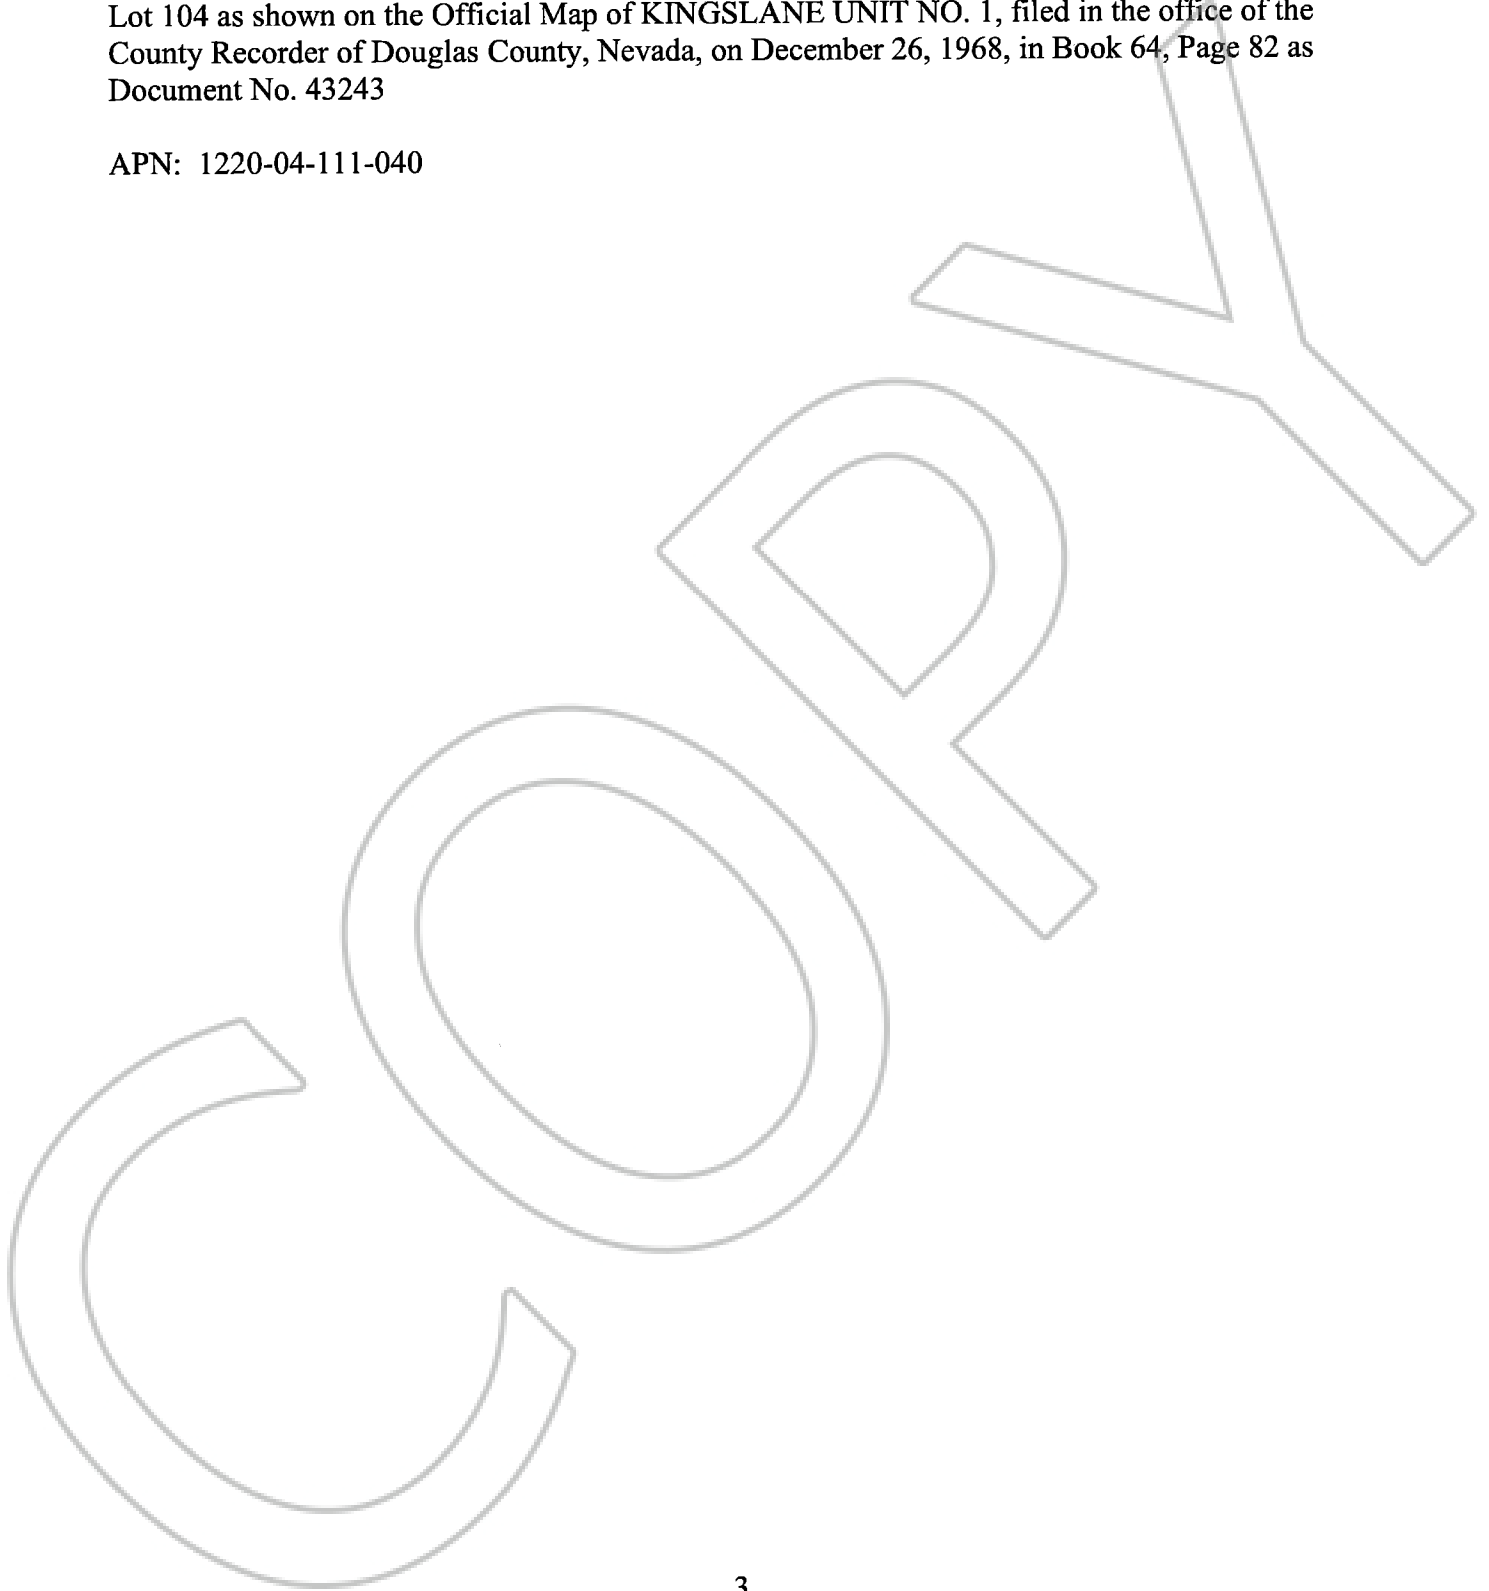 Lot 104 as shown on the Official Map of KINGSLANE UNIT NO. 1, filed in the office of the
County Recorder of Douglas County, Nevada, on December 26, 1968, in Book 64, Page 82 as
Document No. 43243
APN: 1220-04-111-040
COPY
3